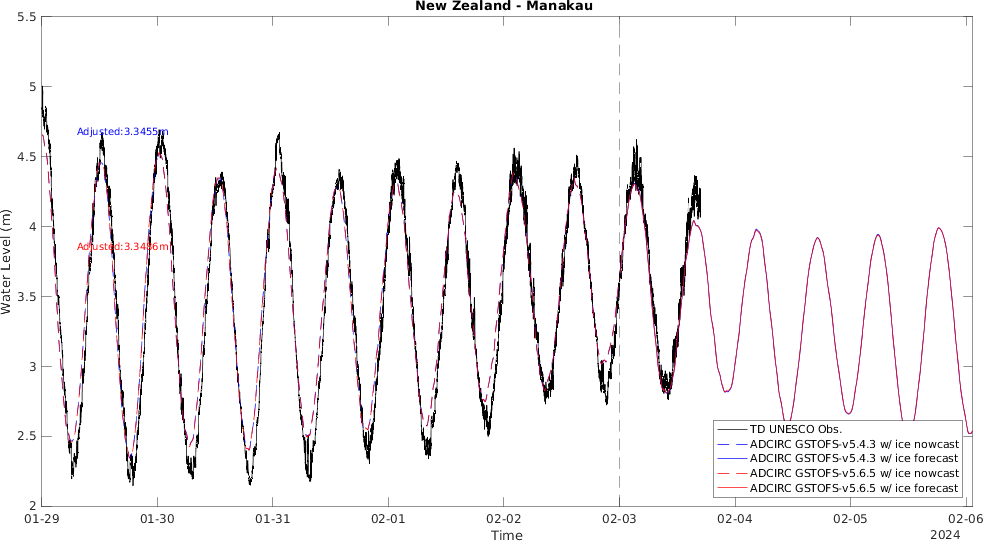 New Zealand - Manakau
5.5
5
4.5
4
3.5
3
2.5
2
Water Level (m)
Adjusted:3.3455m
Adjusted:3.3486m
TD UNESCO Obs.
ADCIRC GSTOFS-v5.4.3 w/ ice nowcast
ADCIRC GSTOFS-v5.4.3 w/ ice forecast
ADCIRC GSTOFS-v5.6.5 w/ ice nowcast
ADCIRC GSTOFS-v5.6.5 w/ ice forecast
01-29 01-30 01-31 02-01 02-02 02-03 02-04 02-05 02-06
Time
2024